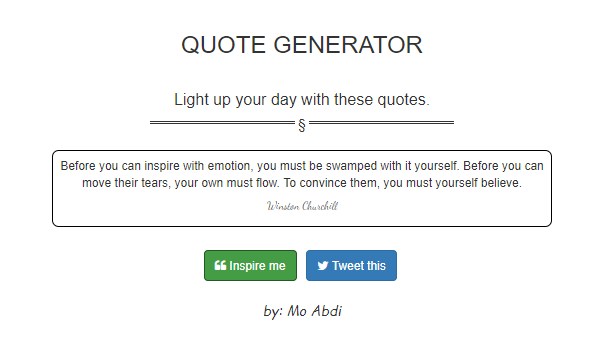 QUOTE GENERATOR
Light up your day with these quotes.
§
Before you can inspire with emotion, you must be swamped with it yourself. Before you can
move their tears, your own must flow. To convince them, you must yourself believe.
Winston Churchill
Inspire me Tweet this
by: Mo Abdi